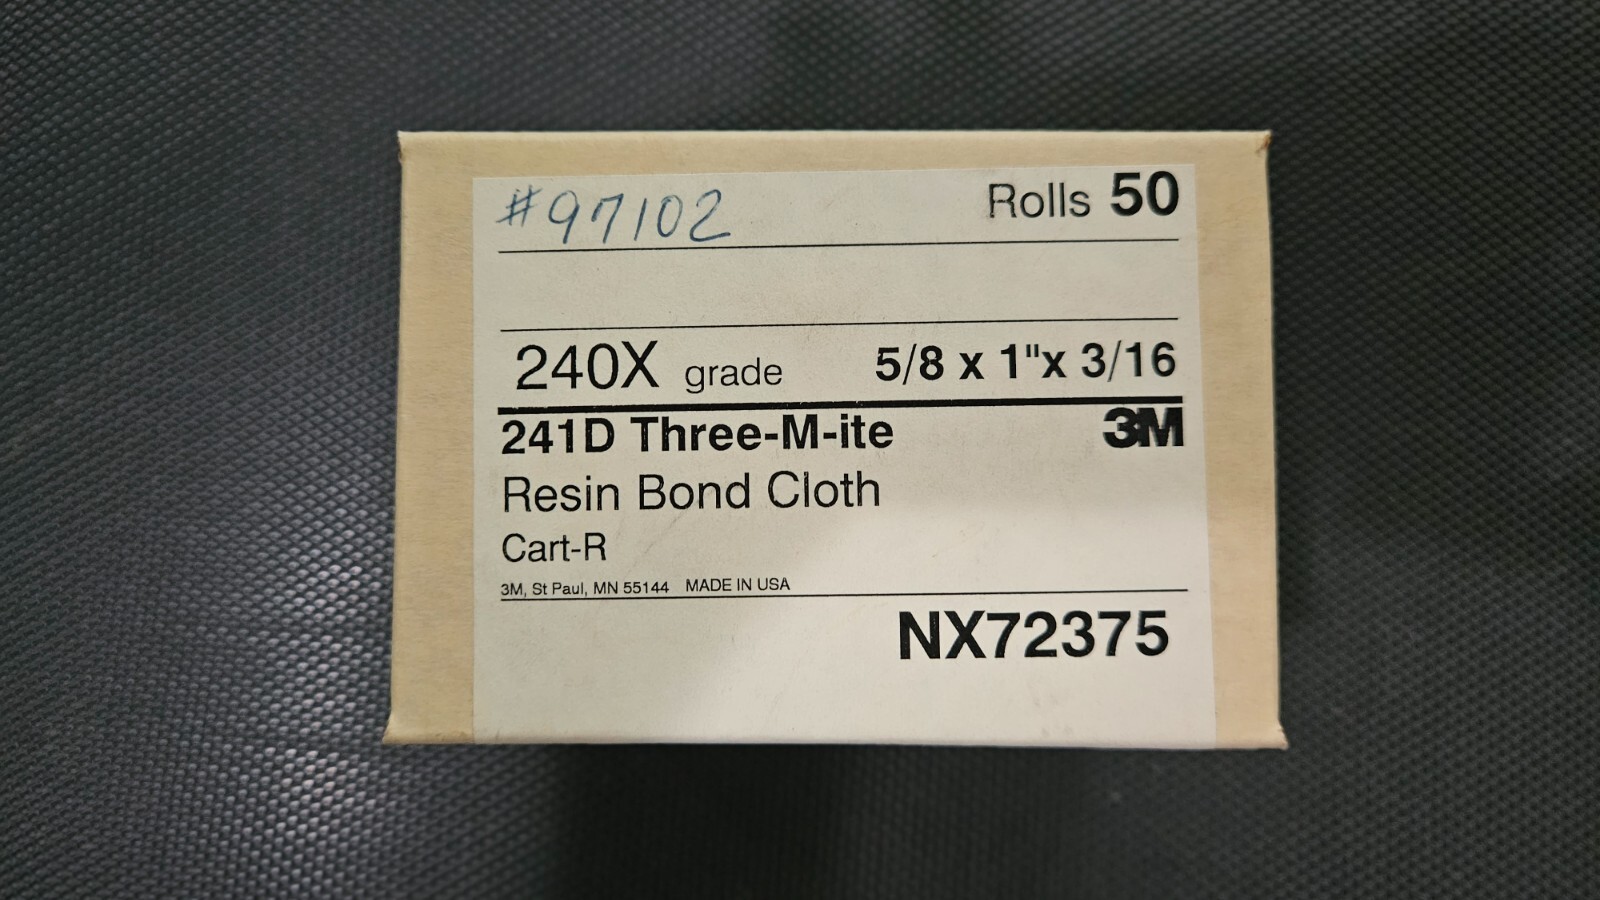 #97102
Rolls 50
240X grade
5/8 x 1"x 3/16
241D Three-M-ite
3M
Resin Bond Cloth
Cart-R
3M, St Paul, MN 55144 MADE IN USA
NX72375